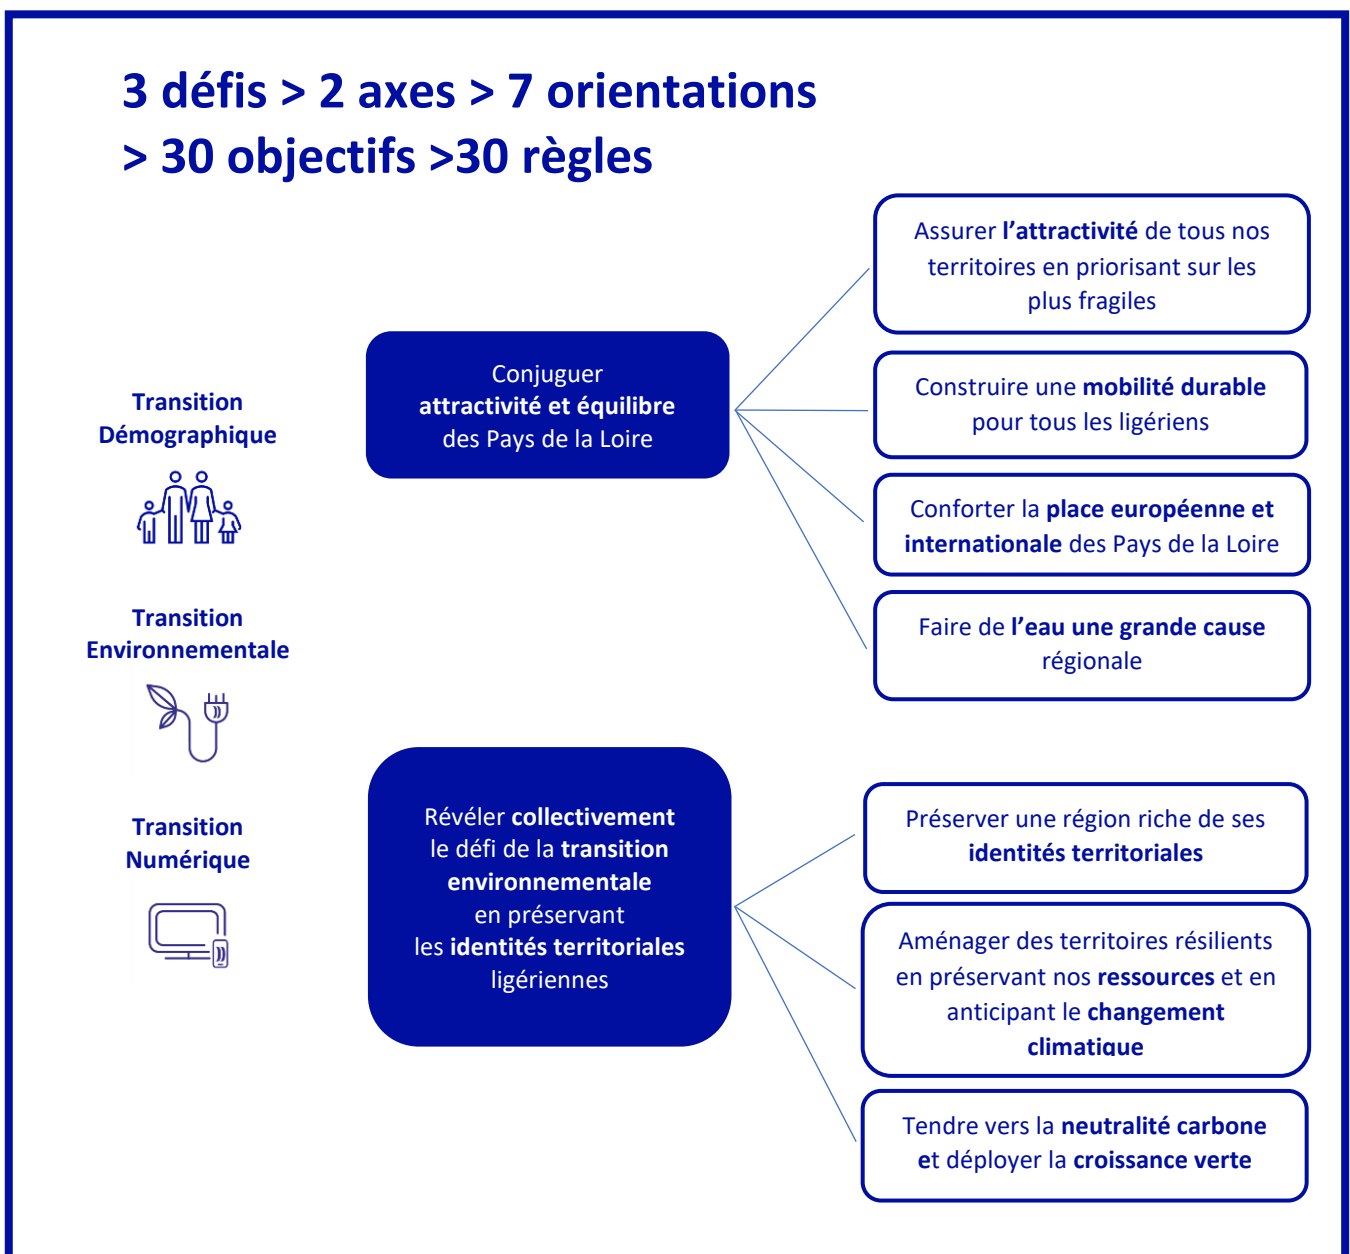 3 défis > 2 axes > 7 orientations
> 30 objectifs >30 règles
Transition
Démographique
Transition
Environnementale
Transition
Numérique
Conjuguer
attractivité et équilibre
des Pays de la Loire
Assurer l’attractivité de tous nos
territoires en priorisant sur les
plus fragiles
Construire une mobilité durable
pour tous les ligériens
Conforter la place européenne et
internationale des Pays de la Loire
Faire de l’eau une grande cause
régionale
Révéler collectivement
le défi de la transition
environnementale
en préservant
les identités territoriales
ligériennes
Préserver une région riche de ses
identités territoriales
Aménager des territoires résilients
en préservant nos ressources et en
anticipant le changement
climatique
Tendre vers la neutralité carbone
et déployer la croissance verte